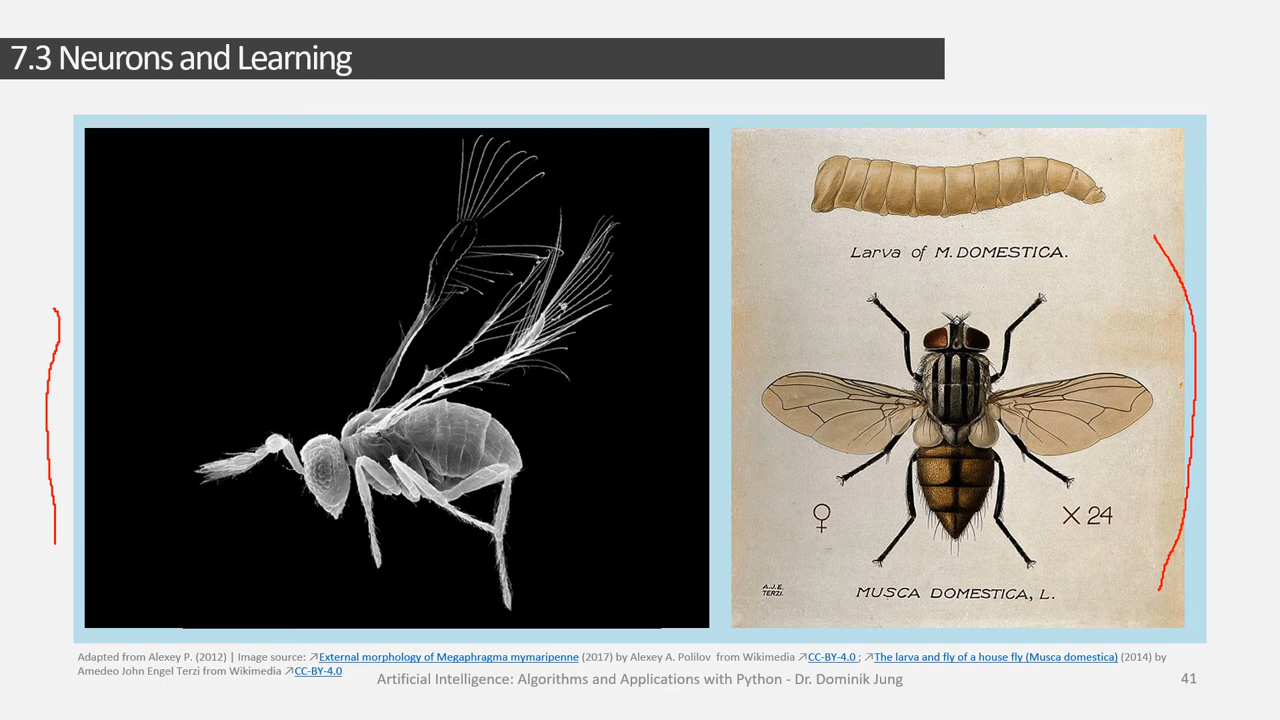 7.3 Neurons and Learning
Larva of M. DOMESTICA.
♀
X 24
A.J.E.
TERZI.
MUSCA DOMESTICA, L.
Adapted from Alexey P. (2012) | Image source: ↗External morphology of Megaphragma mymaripenne (2017) by Alexey A. Polilov from Wikimedia ↗CC-BY-4.0 ; ↗The larva and fly of a house fly (Musca domestica) (2014) by
Amedeo John Engel Terzi from Wikimedia ↗CC-BY-4.0
Artificial Intelligence: Algorithms and Applications with Python - Dr. Dominik Jung
41